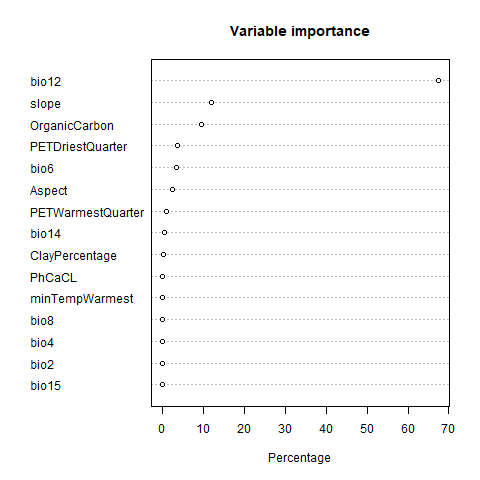 Variable importance
bio12
slope
OrganicCarbon
PETDriestQuarter
bio6
Aspect
PETWarmestQuarter
bio14
ClayPercentage
PhCaCL
minTempWarmest
bio8
bio4
bio2
bio15
0 10 20 30 40 50 60 70
Percentage